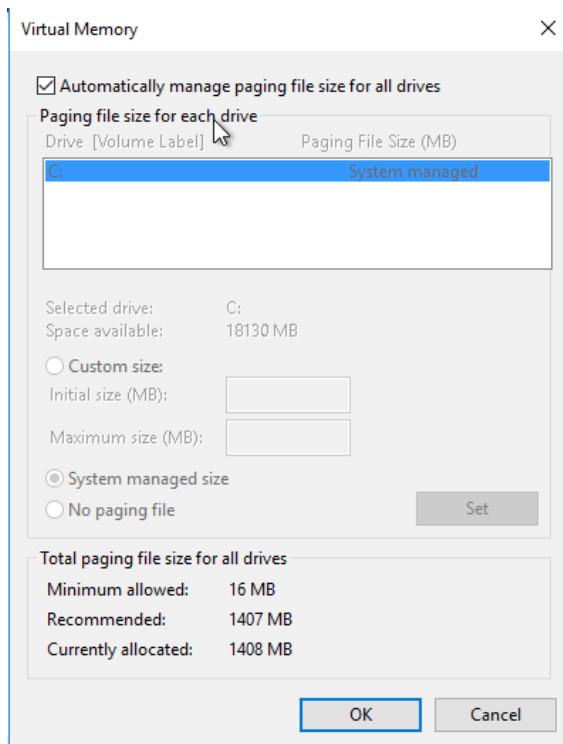 Virtual Memory
Automatically manage paging file size for all drives
Paging file size for each drive
Drive [Volume Label] Paging File Size (MB)
C: System managed
Selected drive: C:
Space available: 18130 MB
Custom size:
Initial size (MB):
Maximum size (MB):
System managed size
No paging file Set
Total paging file size for all drives
Minimum allowed: 16 MB
Recommended: 1407 MB
Currently allocated: 1408 MB
OK Cancel